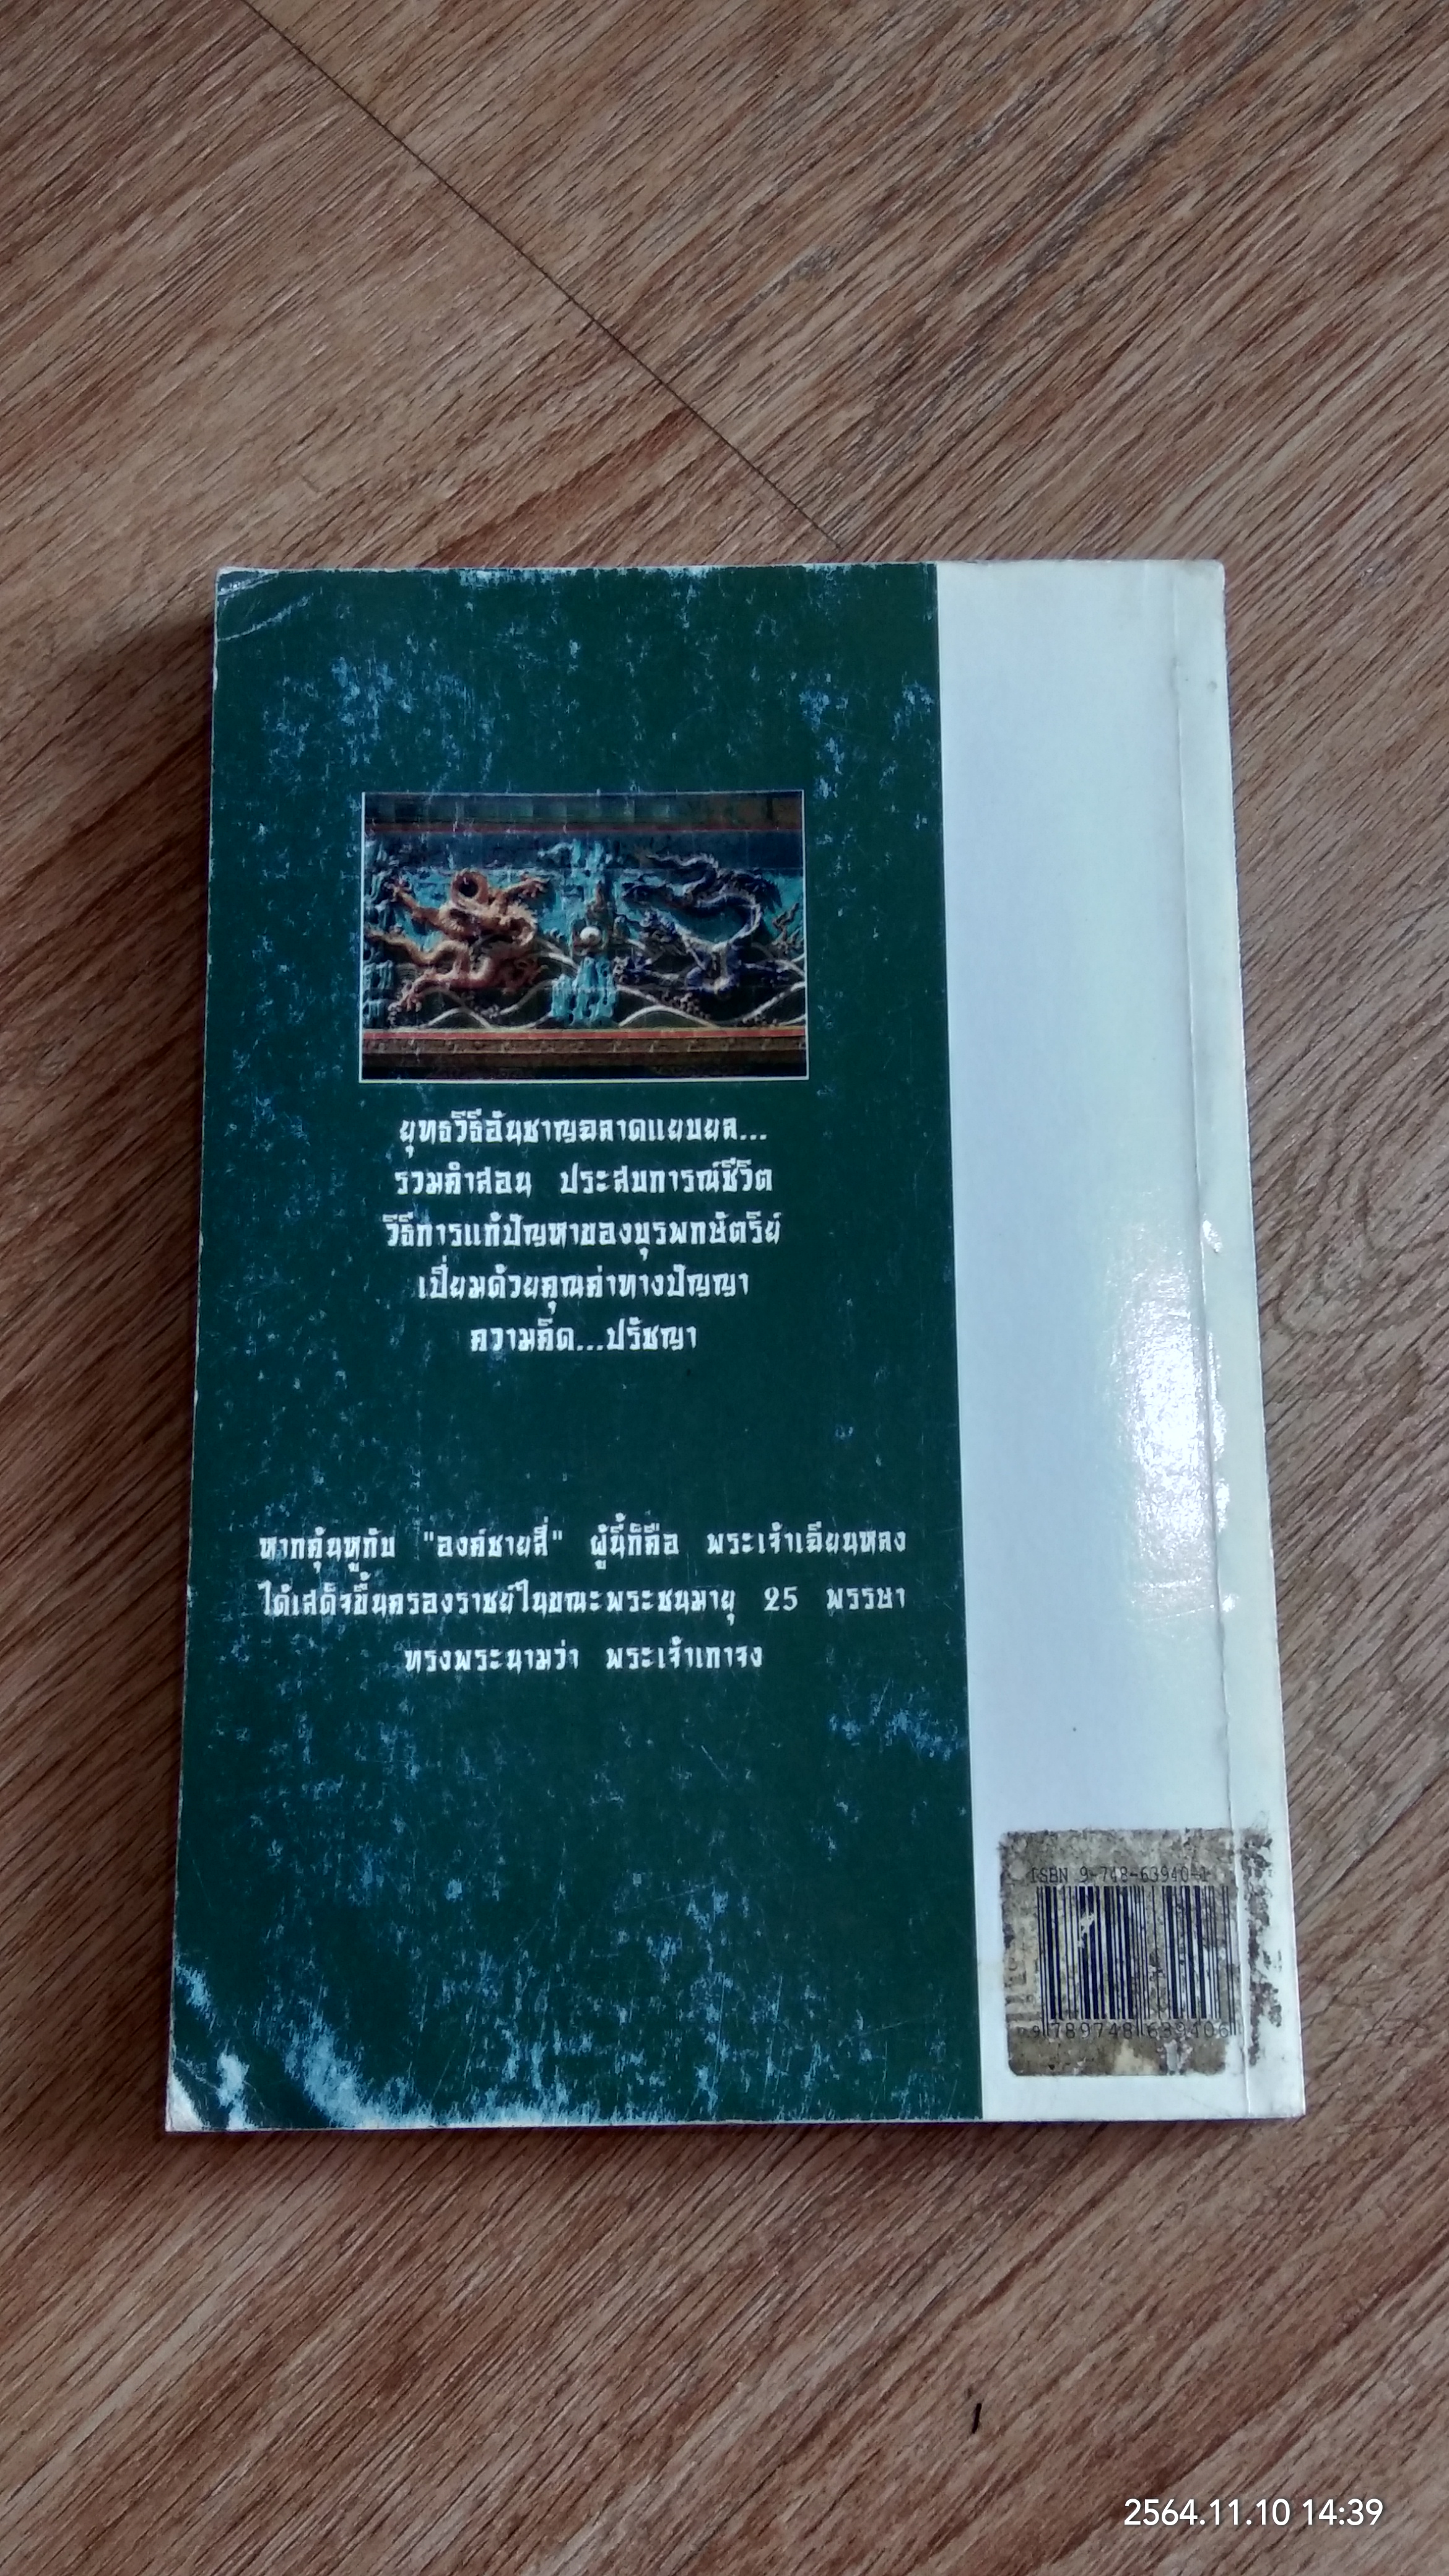 ยุทธวิธีอันชาญฉลาดแยบยล...
รวมคำสอน ประสบการณ์ชีวิต
วิธีการแก้ปัญหาของบุรพกษัตริย์
เปี่ยมด้วยคุณค่าทางปัญญา
ความคิด...ปรัชญา
หากคุ้นหูกับ "องค์ชายสี่" ผู้นี้ก็คือ พระเจ้าเฉียนหลง
ได้เสด็จขึ้นครองราชย์ในขณะพระชนมายุ 25 พรรษา
ทรงพระนามว่า พระเจ้าเกาจง
ISBN 9-748-63940-1
9 789748 639406
2564.11.10 14:39